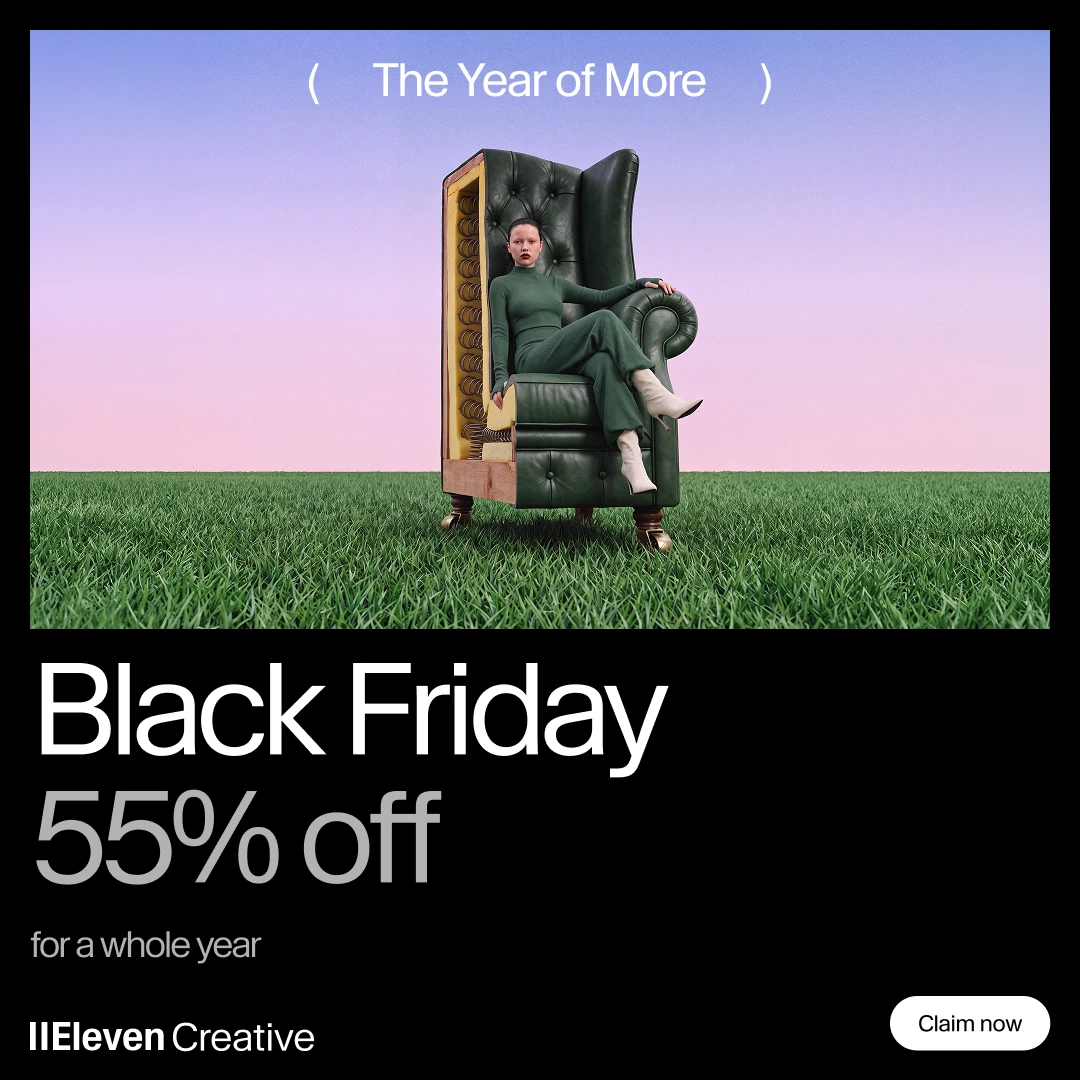 ( The Year of More )
Black Friday
55% off
for a whole year
IIEleven Creative
Claim now